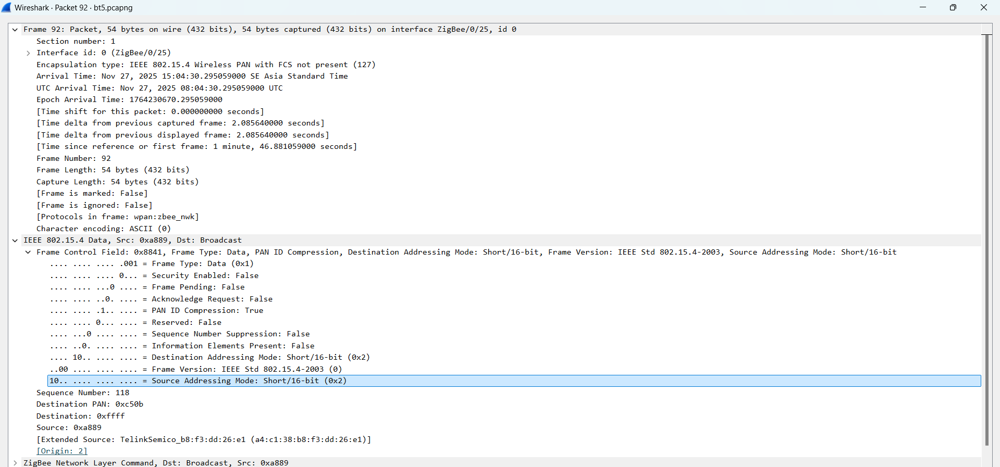 Wireshark · Packet 92 · bt5.pcapng
Frame 92: Packet, 54 bytes on wire (432 bits), 54 bytes captured (432 bits) on interface ZigBee/0/25, id 0
Section number: 1
Interface id: 0 (ZigBee/0/25)
Encapsulation type: IEEE 802.15.4 Wireless PAN with FCS not present (127)
Arrival Time: Nov 27, 2025 15:04:30.295059000 SE Asia Standard Time
UTC Arrival Time: Nov 27, 2025 08:04:30.295059000 UTC
Epoch Arrival Time: 1764230670.295059000
[Time shift for this packet: 0.000000000 seconds]
[Time delta from previous captured frame: 2.085640000 seconds]
[Time delta from previous displayed frame: 2.085640000 seconds]
[Time since reference or first frame: 1 minute, 46.881059000 seconds]
Frame Number: 92
Frame Length: 54 bytes (432 bits)
Capture Length: 54 bytes (432 bits)
[Frame is marked: False]
[Frame is ignored: False]
[Protocols in frame: wpan:zbee_nwk]
Character encoding: ASCII (0)
IEEE 802.15.4 Data, Src: 0xa889, Dst: Broadcast
Frame Control Field: 0x8841, Frame Type: Data, PAN ID Compression, Destination Addressing Mode: Short/16-bit, Frame Version: IEEE Std 802.15.4-2003, Source Addressing Mode: Short/16-bit
.... .... .... .001 = Frame Type: Data (0x1)
.... .... .... 0... = Security Enabled: False
.... .... ...0 .... = Frame Pending: False
.... .... ..0. .... = Acknowledge Request: False
.... .... .1.. .... = PAN ID Compression: True
.... .... 0... .... = Reserved: False
.... ...0 .... .... = Sequence Number Suppression: False
.... ..0. .... .... = Information Elements Present: False
.... 10.. .... .... = Destination Addressing Mode: Short/16-bit (0x2)
..00 .... .... .... = Frame Version: IEEE Std 802.15.4-2003 (0)
10.. .... .... .... = Source Addressing Mode: Short/16-bit (0x2)
Sequence Number: 118
Destination PAN: 0xc50b
Destination: 0xffff
Source: 0xa889
[Extended Source: TelinkSemico_b8:f3:dd:26:e1 (a4:c1:38:b8:f3:dd:26:e1)]
[Origin: 2]
ZigBee Network Layer Command, Dst: Broadcast, Src: 0xa889